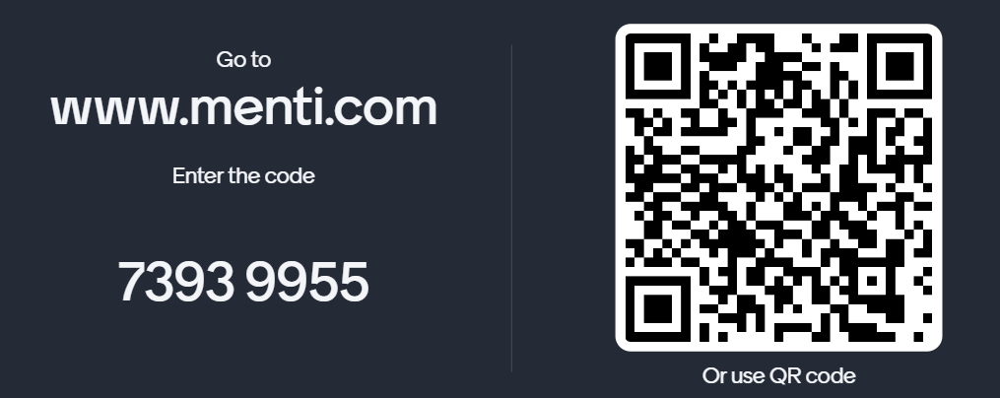 Go to
www.menti.com
Enter the code
7393 9955
Or use QR code